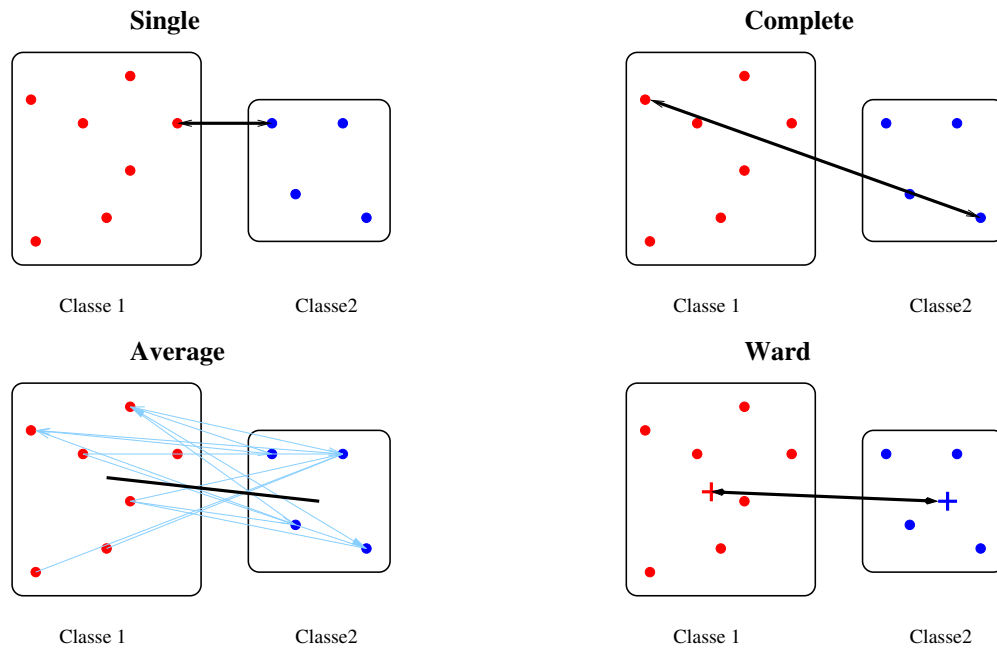 Single
Complete
Classe 1
Classe2
Classe 1
Classe2
Average
Ward
Classe 1
Classe2
Classe 1
Classe2